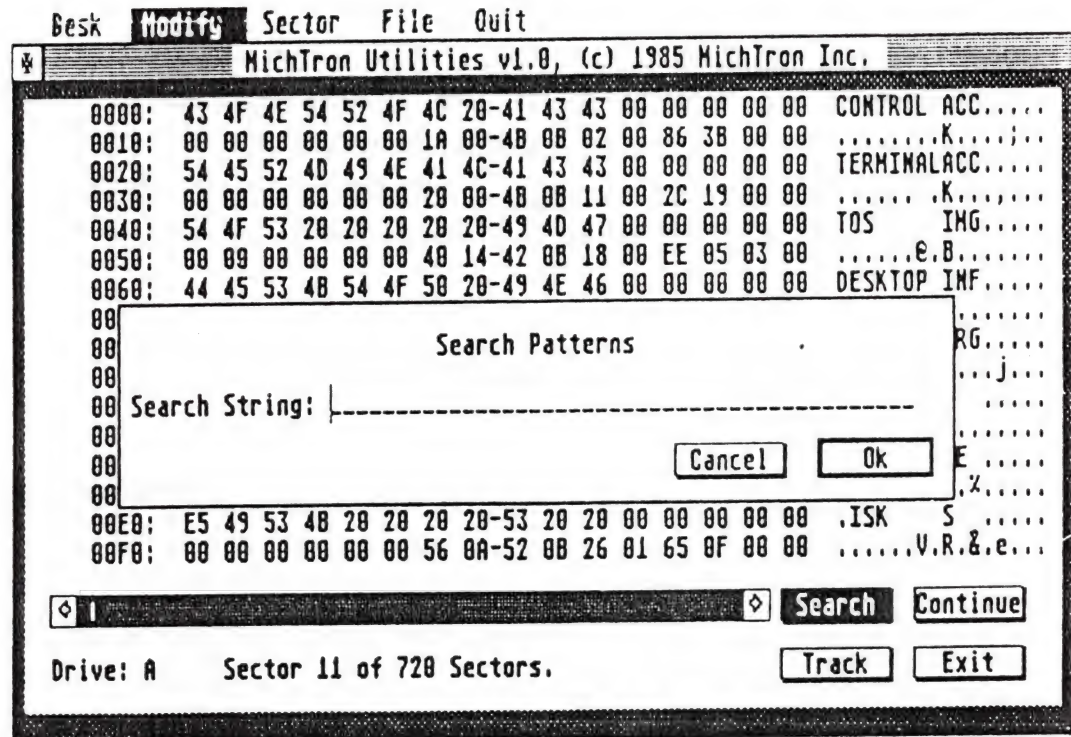 Desk Modify Sector File Quit
MichTron Utilities v1.0, (c) 1985 MichTron Inc.
0000: 43 4F 4E 54 52 4F 4C 20-41 43 43 00 00 00 00 00 CONTROL ACC.....
0010: 00 00 00 00 00 00 1A 00-4B 0B 02 00 86 3B 00 00 ........K....;..
0020: 54 45 52 4D 49 4E 41 4C-41 43 43 00 00 00 00 00 TERMINALACC.....
0030: 00 00 00 00 00 00 20 00-4B 0B 11 00 2C 19 00 00 ...... .K...,...
0040: 54 4F 53 20 20 20 20 20-49 4D 47 00 00 00 00 00 TOS     IMG.....
0050: 00 09 00 00 00 00 40 14-42 0B 18 00 EE 05 03 00 ......@.B.......
0060: 44 45 53 4B 54 4F 50 20-49 4E 46 00 00 00 00 00 DESKTOP INF.....
00 .......
00 RG.....
00 ...j...
00 .....
00 .......
00 E .....
00 .%.....
Search Patterns
Search String: _______________
Cancel Ok
00E0: E5 49 53 4B 20 20 20 20-53 20 20 00 00 00 00 00 .ISK    S  .....
00F0: 00 00 00 00 00 00 56 0A-52 0B 26 01 65 0F 00 00 ......V.R.&.e...
Search Continue
Drive: A Sector 11 of 720 Sectors.
Track Exit